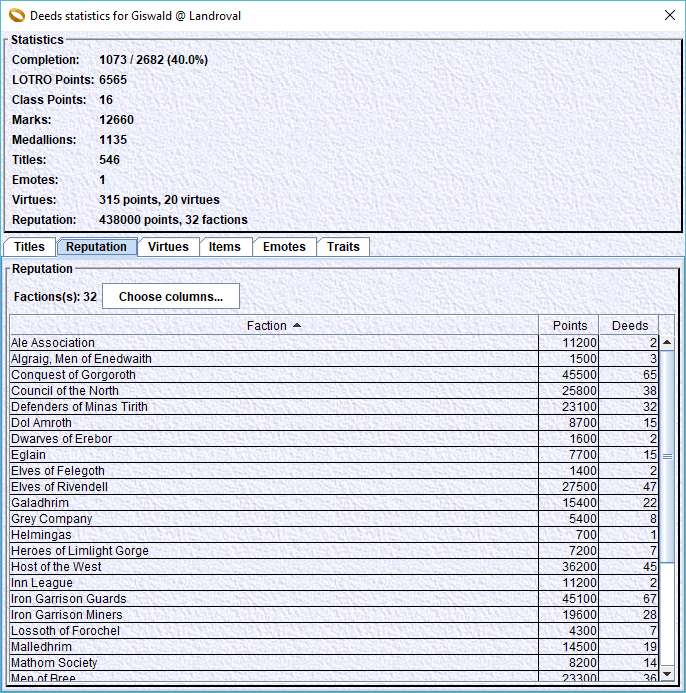 Deeds statistics for Giswald @ Landroval
Statistics
Completion: 1073 / 2682 (40.0%)
LOTRO Points: 6565
Class Points: 16
Marks: 12660
Medallions: 1135
Titles: 546
Emotes: 1
Virtues: 315 points, 20 virtues
Reputation: 438000 points, 32 factions
Titles Reputation Virtues Items Emotes Traits
Reputation
Factions(s): 32 Choose columns...
Faction Points Deeds
Ale Association 11200 2
Algraig, Men of Enedwaith 1500 3
Conquest of Gorgoroth 45500 65
Council of the North 25800 38
Defenders of Minas Tirith 23100 32
Dol Amroth 8700 15
Dwarves of Erebor 1600 2
Eglain 7700 15
Elves of Felegoth 1400 2
Elves of Rivendell 27500 47
Galadhrim 15400 22
Grey Company 5400 8
Helmingas 700 1
Heroes of Limlight Gorge 7200 7
Host of the West 36200 45
Inn League 11200 2
Iron Garrison Guards 45100 67
Iron Garrison Miners 19600 28
Lossoth of Forochel 4300 7
Malledhrim 14500 19
Mathom Society 8200 14
Men of Bree 23300 36